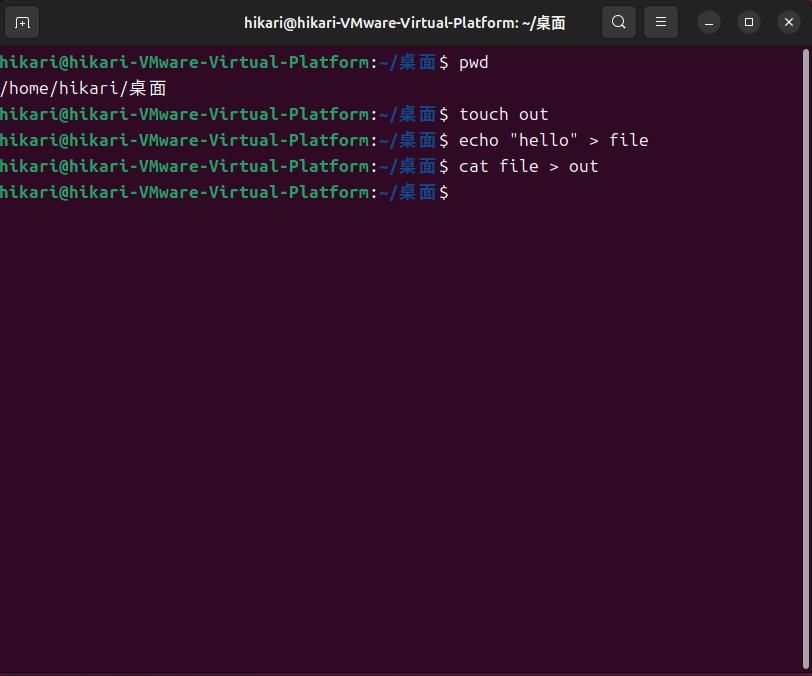 hikari@hikari-VMware-Virtual-Platform: ~/桌面
hikari@hikari-VMware-Virtual-Platform:~/桌面$ pwd
/home/hikari/桌面
hikari@hikari-VMware-Virtual-Platform:~/桌面$ touch out
hikari@hikari-VMware-Virtual-Platform:~/桌面$ echo "hello" > file
hikari@hikari-VMware-Virtual-Platform:~/桌面$ cat file > out
hikari@hikari-VMware-Virtual-Platform:~/桌面$